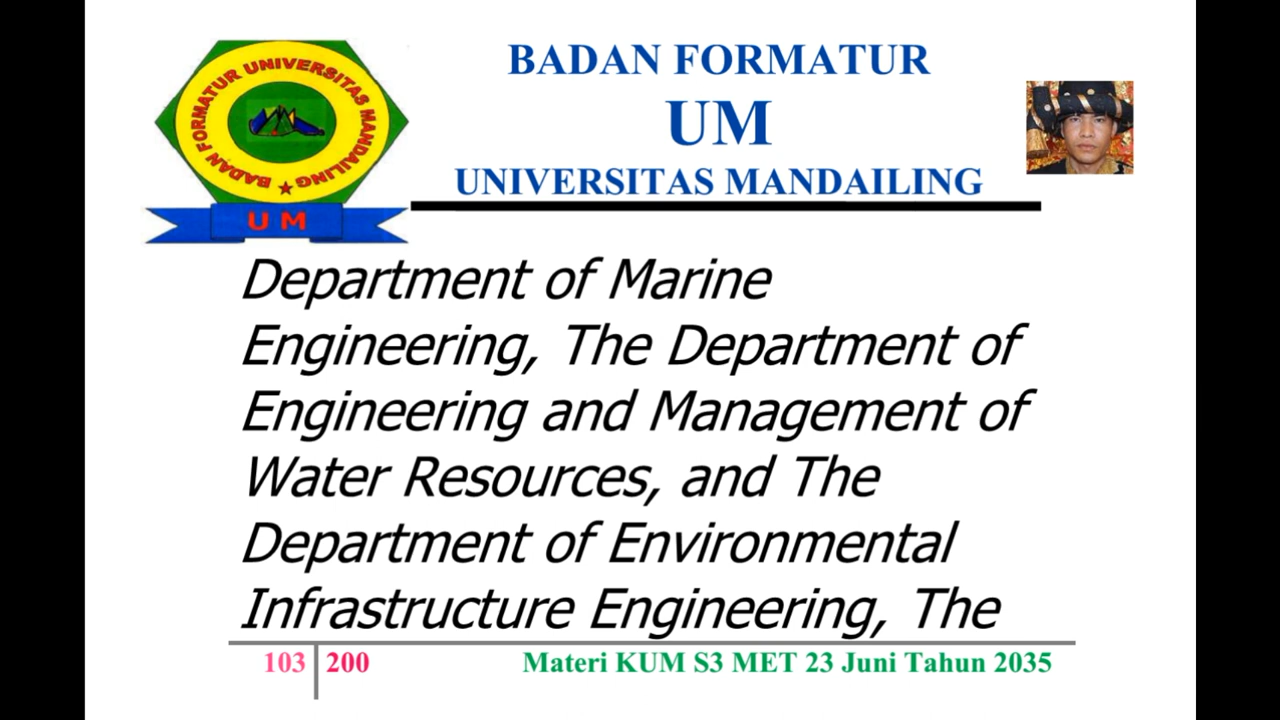 BADAN FORMATUR UNIVERSITAS MANDAILING
U M
BADAN FORMATUR
UM
UNIVERSITAS MANDAILING
Department of Marine
Engineering, The Department of
Engineering and Management of
Water Resources, and The
Department of Environmental
Infrastructure Engineering, The
103 200 Materi KUM S3 MET 23 Juni Tahun 2035